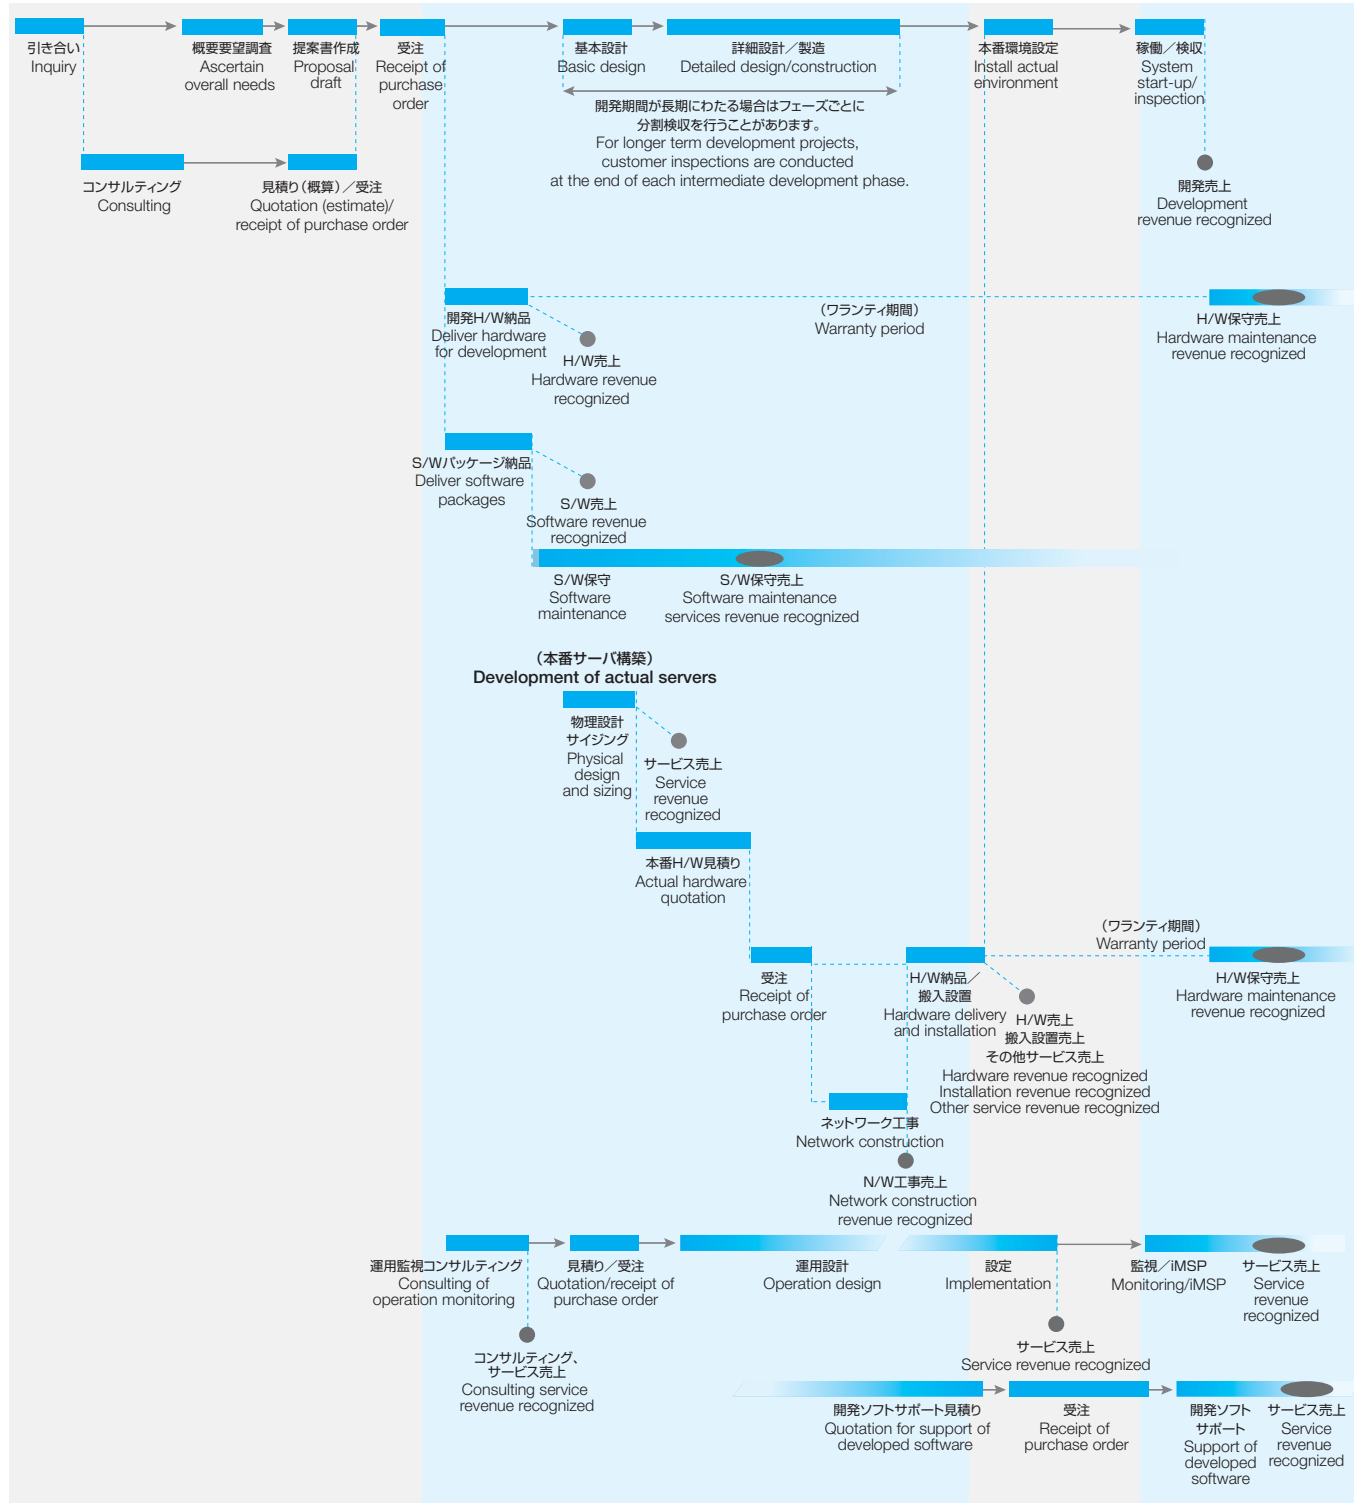 引き合い
Inquiry
概要要望調査
Ascertain
overall needs
提案書作成
Proposal
draft
受注
Receipt of
purchase
order
基本設計
Basic design
詳細設計／製造
Detailed design/construction
本番環境設定
Install actual
environment
稼働／検収
System
start-up/
inspection
開発期間が長期にわたる場合はフェーズごとに
分割検収を行うことがあります。
For longer term development projects,
customer inspections are conducted
at the end of each intermediate development phase.
コンサルティング
Consulting
見積り（概算）／受注
Quotation (estimate)/
receipt of purchase order
開発売上
Development
revenue recognized
開発H/W納品
Deliver hardware
for development
H/W売上
Hardware revenue
recognized
（ワランティ期間）
Warranty period
H/W保守売上
Hardware maintenance
revenue recognized
S/Wパッケージ納品
Deliver software
packages
S/W売上
Software revenue
recognized
S/W保守
Software
maintenance
S/W保守売上
Software maintenance
services revenue recognized
（本番サーバ構築）
Development of actual servers
物理設計
サイジング
Physical
design
and sizing
サービス売上
Service
revenue
recognized
本番H/W見積り
Actual hardware
quotation
受注
Receipt of
purchase order
H/W納品／
搬入設置
Hardware delivery
and installation
（ワランティ期間）
Warranty period
H/W保守売上
Hardware maintenance
revenue recognized
H/W売上
搬入設置売上
その他サービス売上
Hardware revenue recognized
Installation revenue recognized
Other service revenue recognized
ネットワーク工事
Network construction
N/W工事売上
Network construction
revenue recognized
運用監視コンサルティング
Consulting of
operation monitoring
見積り／受注
Quotation/receipt of
purchase order
運用設計
Operation design
設定
Implementation
監視／iMSP
Monitoring/iMSP
サービス売上
Service
revenue
recognized
コンサルティング、
サービス売上
Consulting service
revenue recognized
サービス売上
Service revenue recognized
開発ソフトサポート見積り
Quotation for support of
developed software
受注
Receipt of
purchase order
開発ソフト
サポート
Support of
developed
software
サービス売上
Service
revenue
recognized